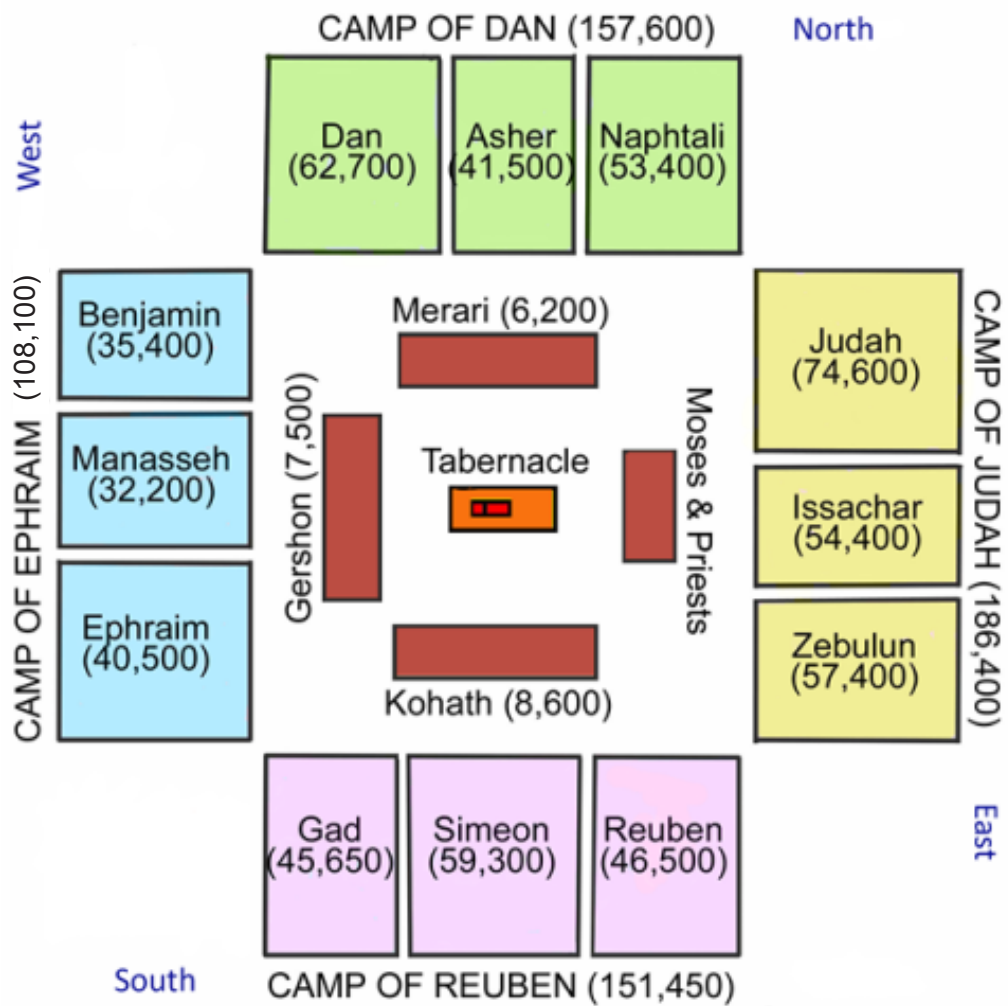 CAMP OF DAN (157,600)
North
West
Dan
(62,700)
Asher
(41,500)
Naphtali
(53,400)
CAMP OF EPHRAIM (108,100)
Benjamin
(35,400)
Manasseh
(32,200)
Ephraim
(40,500)
Merari (6,200)
Gershon (7,500)
Tabernacle
Moses & Priests
Kohath (8,600)
Judah
(74,600)
Issachar
(54,400)
Zebulun
(57,400)
CAMP OF JUDAH (186,400)
East
Gad
(45,650)
Simeon
(59,300)
Reuben
(46,500)
South
CAMP OF REUBEN (151,450)